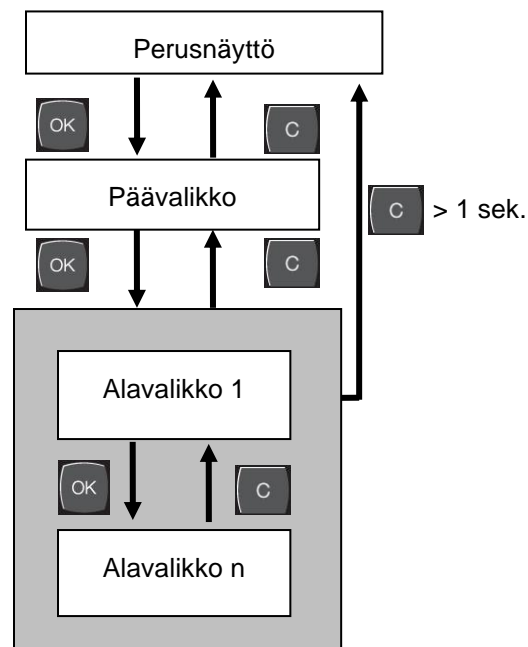 Perusnäyttö
OK
C
Päävalikko
C > 1 sek.
OK
C
Alavalikko 1
OK
C
Alavalikko n